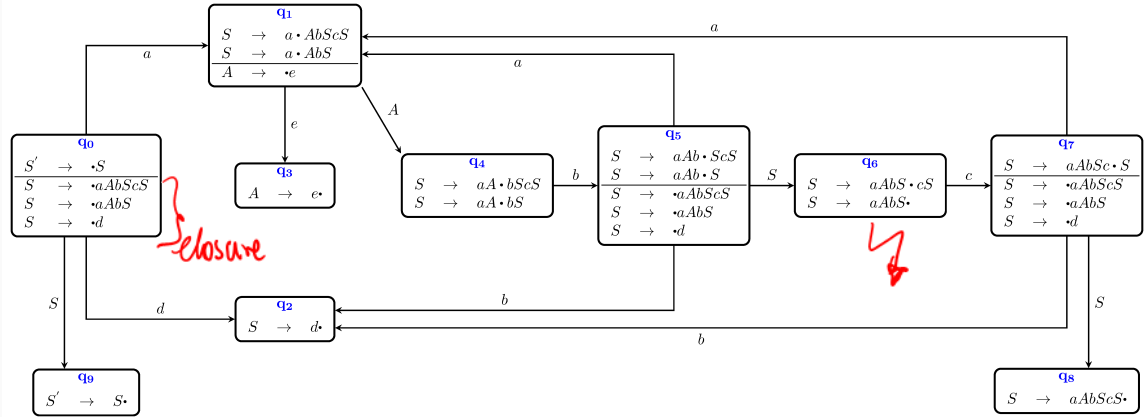 q₁
S → a•AbScS
S → a•AbS
A → •e
a
a
a
A
e
q₀
S′ → •S
S → •aAbScS
S → •aAbS
S → •d
closure
q₃
A → e•
q₄
S → aA•bScS
S → aA•bS
b
q₅
S → aAb•ScS
S → aAb•S
S → •aAbScS
S → •aAbS
S → •d
S
q₆
S → aAbS•cS
S → aAbS•
c
q₇
S → aAbSc•S
S → •aAbScS
S → •aAbS
S → •d
S
d
q₂
S → d•
b
b
S
q₉
S′ → S•
q₈
S → aAbScS•